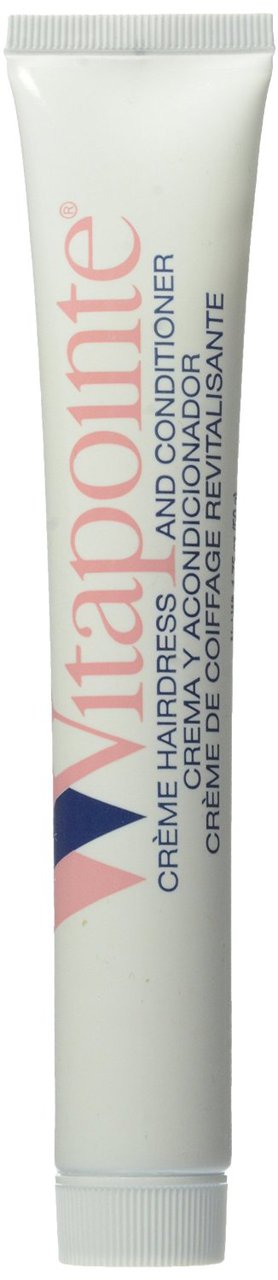 Vitapointe®
CRÈME HAIRDRESS AND CONDITIONER
CREMA Y ACONDICIONADOR
CRÈME DE COIFFAGE REVITALISANTE